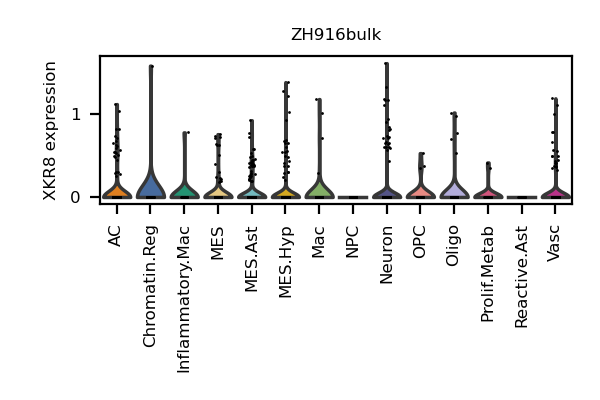 ZH916bulk
XKR8 expression
1
0
AC
Chromatin.Reg
Inflammatory.Mac
MES
MES.Ast
MES.Hyp
Mac
NPC
Neuron
OPC
Oligo
Prolif.Metab
Reactive.Ast
Vasc